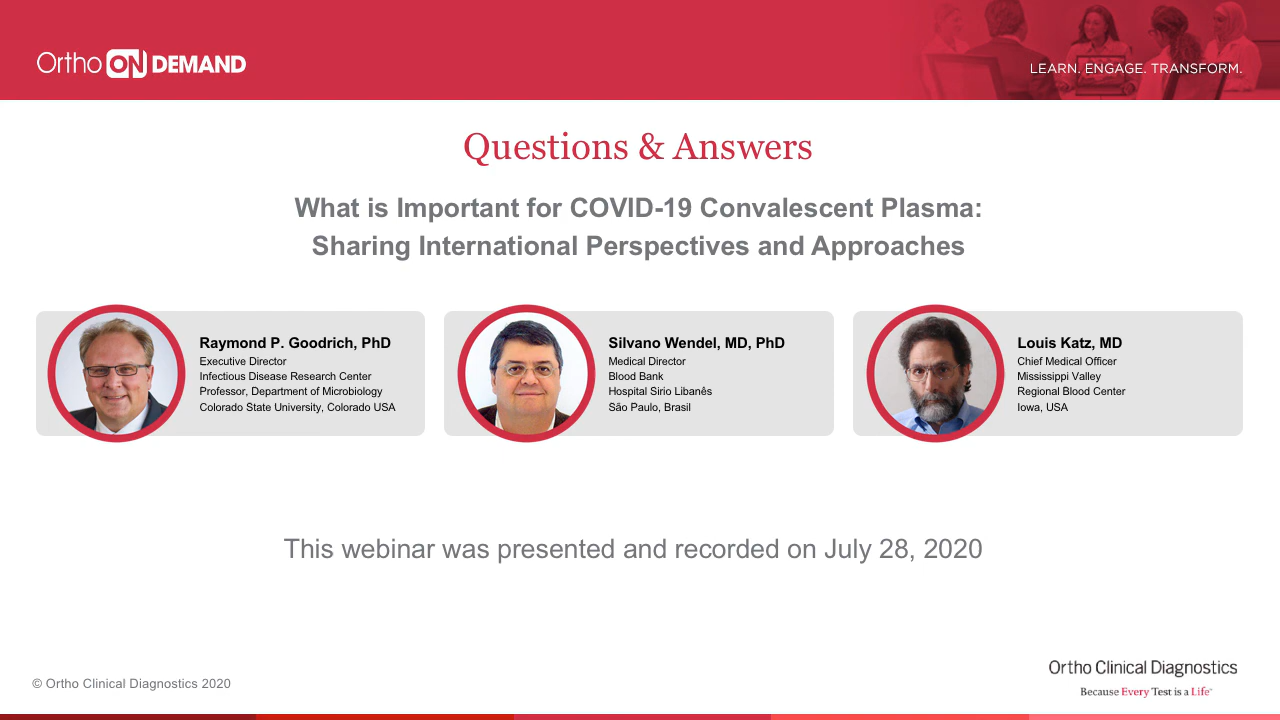 Ortho ON DEMAND
LEARN. ENGAGE. TRANSFORM.
Questions & Answers
What is Important for COVID-19 Convalescent Plasma:
Sharing International Perspectives and Approaches
Raymond P. Goodrich, PhD
Executive Director
Infectious Disease Research Center
Professor, Department of Microbiology
Colorado State University, Colorado USA
Silvano Wendel, MD, PhD
Medical Director
Blood Bank
Hospital Sirio Libanês
São Paulo, Brasil
Louis Katz, MD
Chief Medical Officer
Mississippi Valley
Regional Blood Center
Iowa, USA
This webinar was presented and recorded on July 28, 2020
© Ortho Clinical Diagnostics 2020
Ortho Clinical Diagnostics
Because Every Test is a Life™